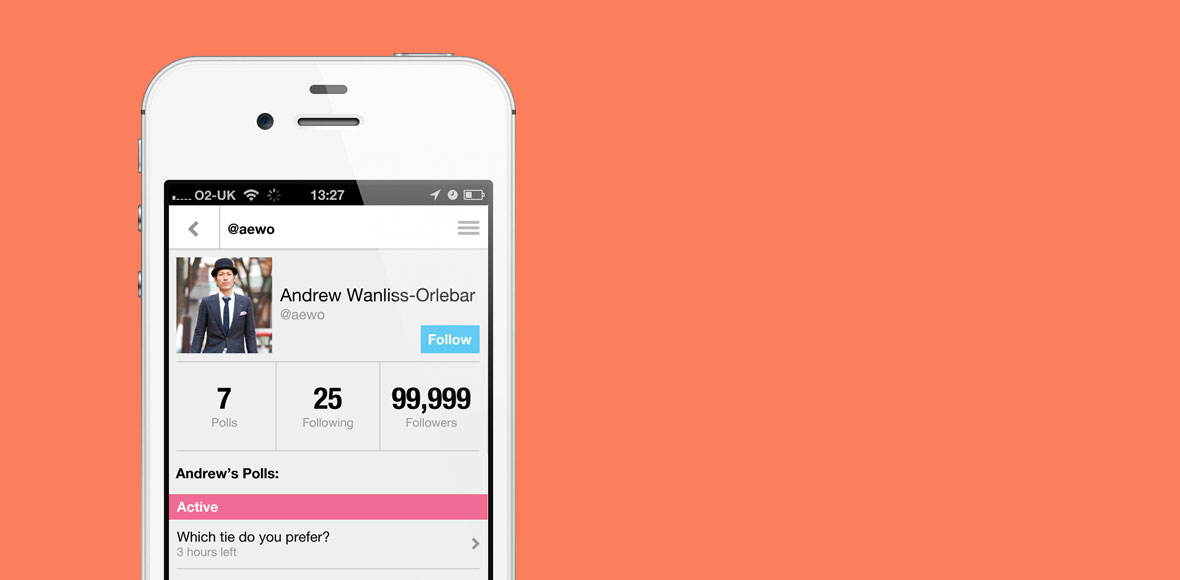 O2-UK 13:27
@aewo
Andrew Wanliss-Orlebar
@aewo
Follow
7 25 99,999
Polls Following Followers
Andrew’s Polls:
Active
Which tie do you prefer?
3 hours left